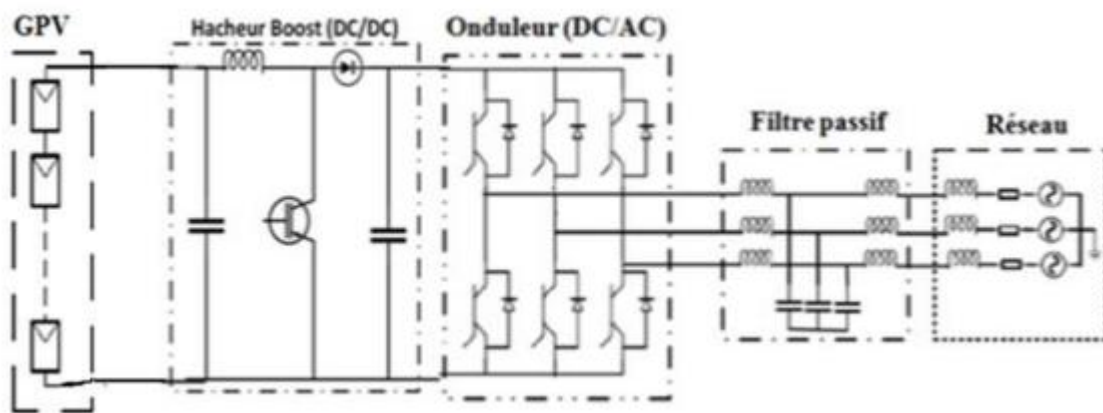 GPV
Hacheur Boost (DC/DC)
Onduleur (DC/AC)
Filtre passif
Réseau